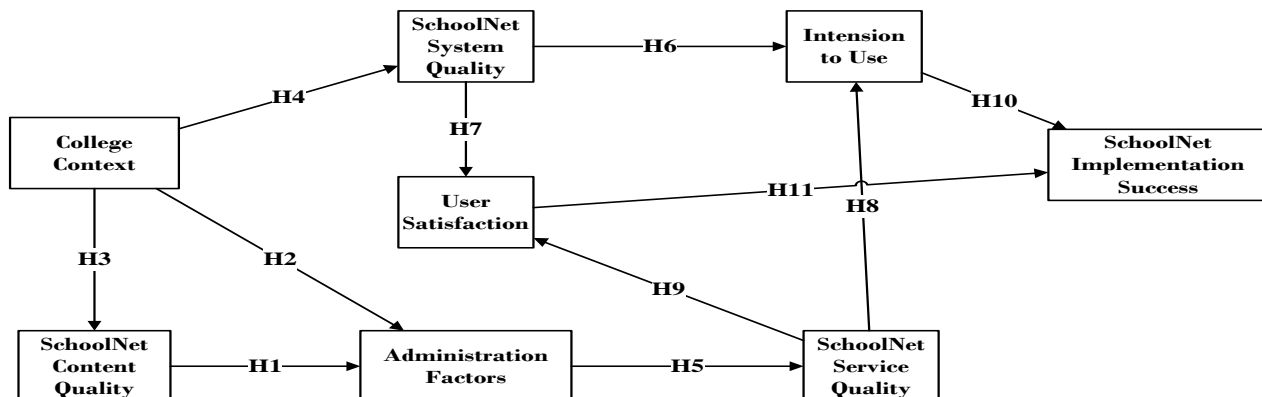 SchoolNet
System
Quality
Intension
to Use
H6
H4
H10
H7
College
Context
SchoolNet
Implementation
Success
User
Satisfaction
H11
H8
H3
H2
H9
SchoolNet
Content
Quality
H1
Administration
Factors
H5
SchoolNet
Service
Quality